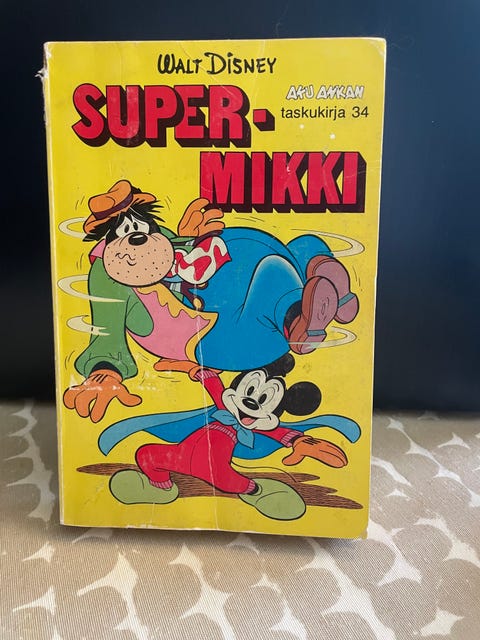 WALT DISNEY
SUPER-
AKU ANKAN
taskukirja 34
MIKKI